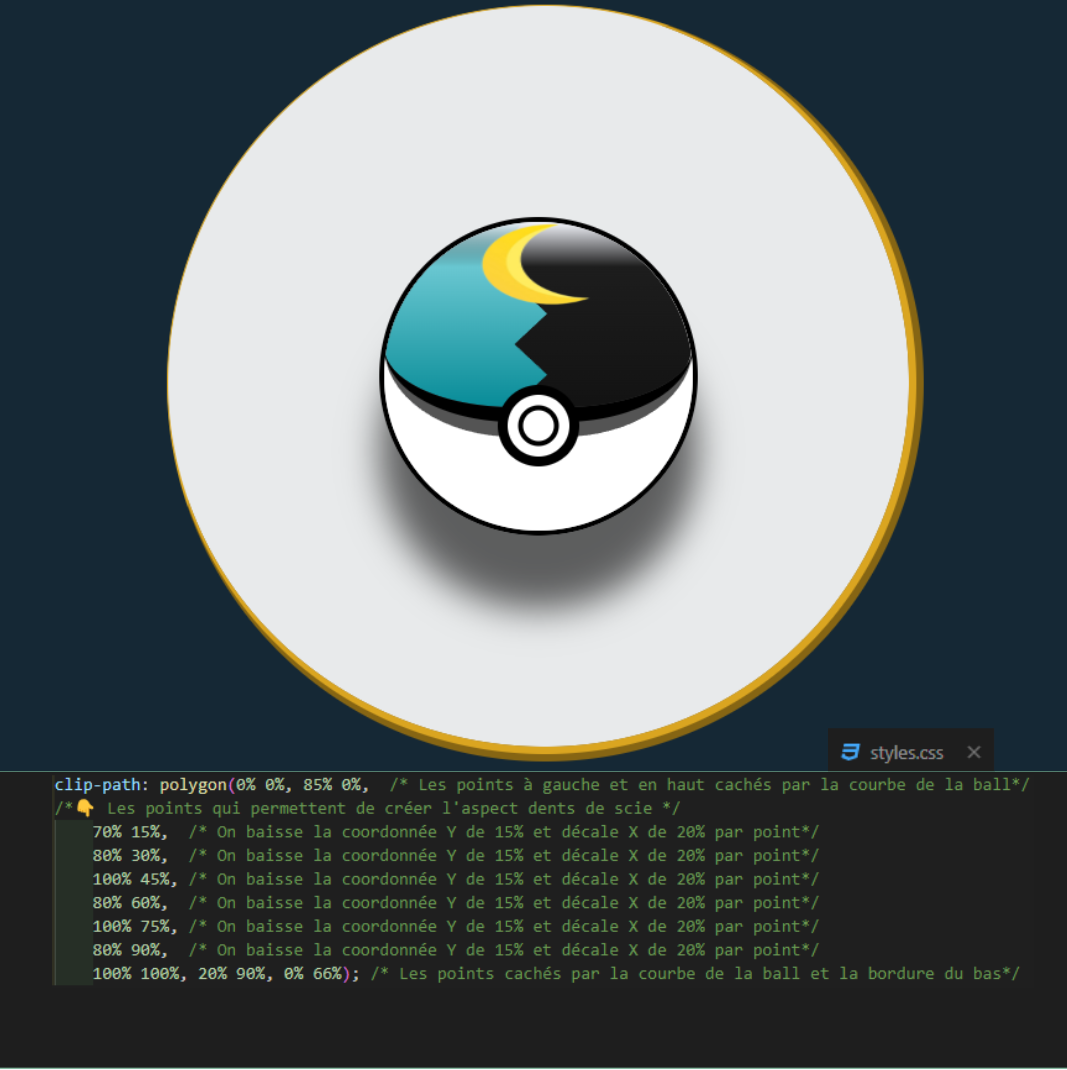 styles.css
clip-path: polygon(0% 0%, 85% 0%,  /* Les points à gauche et en haut cachés par la courbe de la ball*/
/*👇 Les points qui permettent de créer l'aspect dents de scie */
70% 15%,  /* On baisse la coordonnée Y de 15% et décale X de 20% par point*/
80% 30%,  /* On baisse la coordonnée Y de 15% et décale X de 20% par point*/
100% 45%, /* On baisse la coordonnée Y de 15% et décale X de 20% par point*/
80% 60%,  /* On baisse la coordonnée Y de 15% et décale X de 20% par point*/
100% 75%, /* On baisse la coordonnée Y de 15% et décale X de 20% par point*/
80% 90%,  /* On baisse la coordonnée Y de 15% et décale X de 20% par point*/
100% 100%, 20% 90%, 0% 66%); /* Les points cachés par la courbe de la ball et la bordure du bas*/